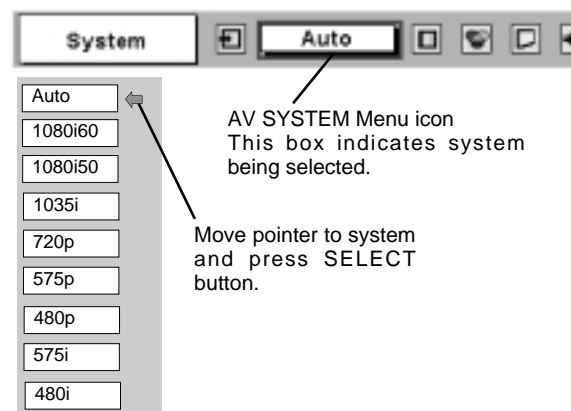 System
Auto
Auto
1080i60
1080i50
1035i
720p
575p
480p
575i
480i
AV SYSTEM Menu icon
This box indicates system
being selected.
Move pointer to system
and press SELECT
button.